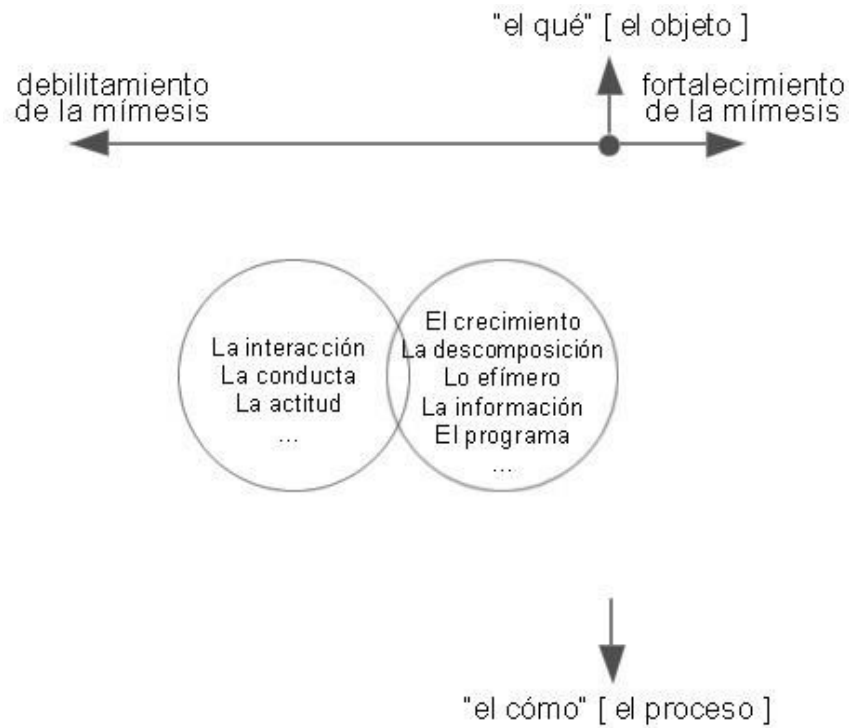 "el qué" [ el objeto ]
debilitamiento
de la mímesis
fortalecimiento
de la mímesis
La interacción
La conducta
La actitud
...
El crecimiento
La descomposición
Lo efímero
La información
El programa
...
"el cómo" [ el proceso ]